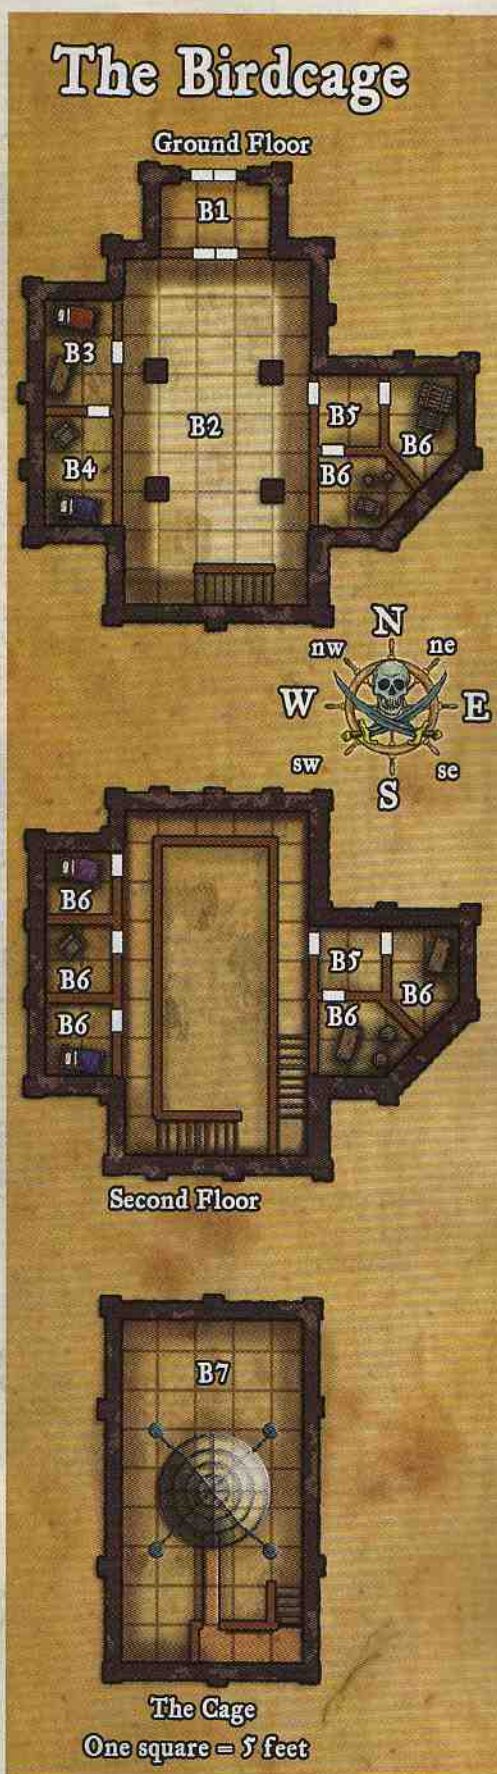 The Birdcage
Ground Floor
B1
B3
B2
B5
B6
B4
B6
N
nw
ne
W
E
sw
se
S
B6
B5
B6
B6
B6
B6
Second Floor
B7
The Cage
One square = 5 feet